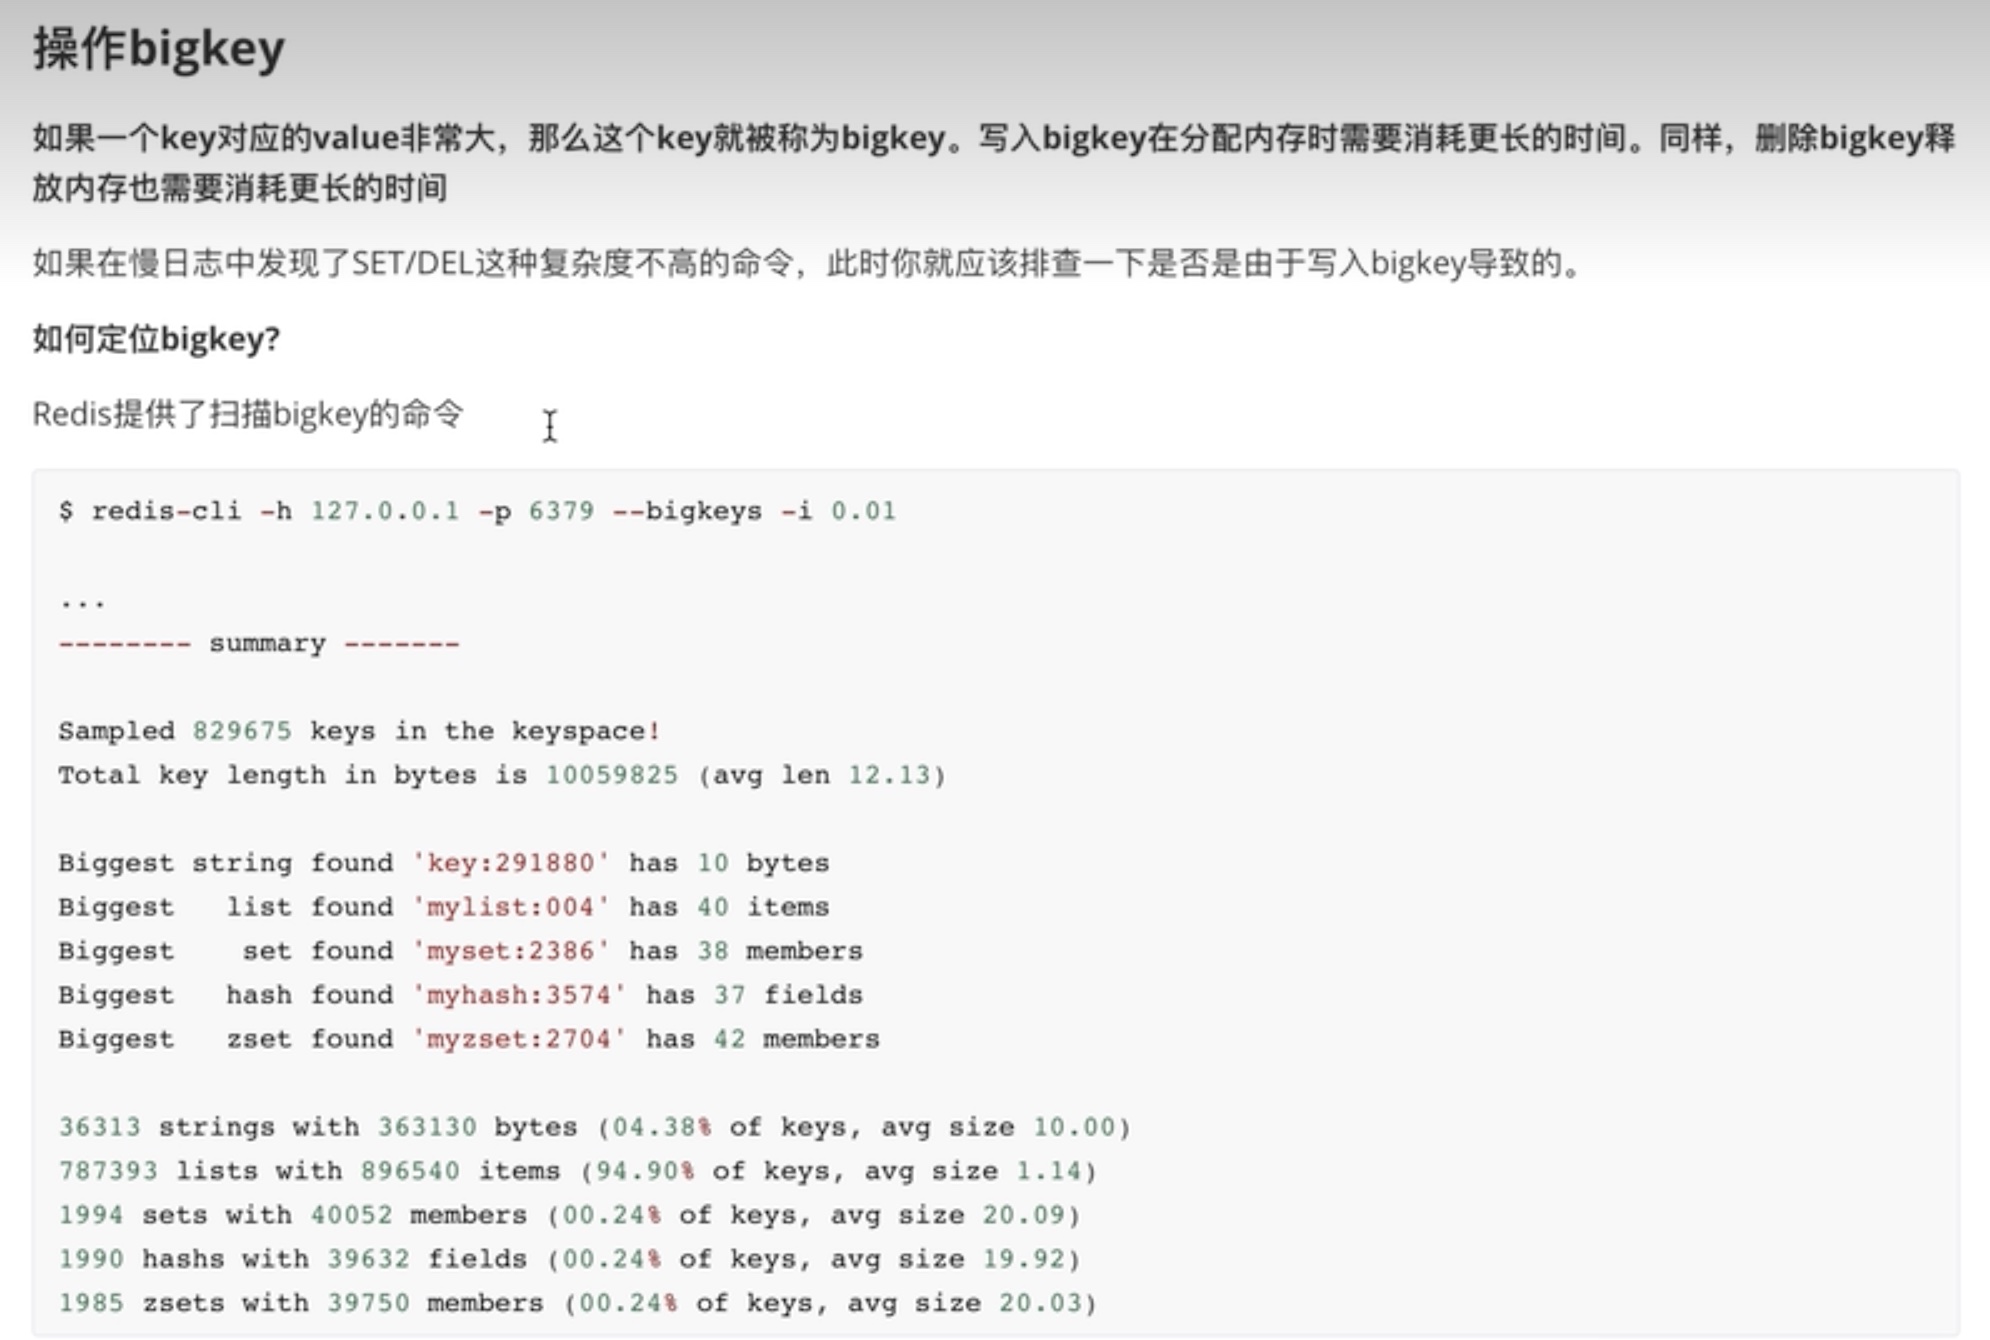 操作bigkey
如果一个key对应的value非常大，那么这个key就被称为bigkey。写入bigkey在分配内存时需要消耗更长的时间。同样，删除bigkey释
放内存也需要消耗更长的时间
如果在慢日志中发现了SET/DEL这种复杂度不高的命令，此时你就应该排查一下是否是由于写入bigkey导致的。
如何定位bigkey?
Redis提供了扫描bigkey的命令
$ redis-cli -h 127.0.0.1 -p 6379 --bigkeys -i 0.01
...
-------- summary -------
Sampled 829675 keys in the keyspace!
Total key length in bytes is 10059825 (avg len 12.13)
Biggest string found 'key:291880' has 10 bytes
Biggest   list found 'mylist:004' has 40 items
Biggest    set found 'myset:2386' has 38 members
Biggest   hash found 'myhash:3574' has 37 fields
Biggest   zset found 'myzset:2704' has 42 members
36313 strings with 363130 bytes (04.38% of keys, avg size 10.00)
787393 lists with 896540 items (94.90% of keys, avg size 1.14)
1994 sets with 40052 members (00.24% of keys, avg size 20.09)
1990 hashs with 39632 fields (00.24% of keys, avg size 19.92)
1985 zsets with 39750 members (00.24% of keys, avg size 20.03)